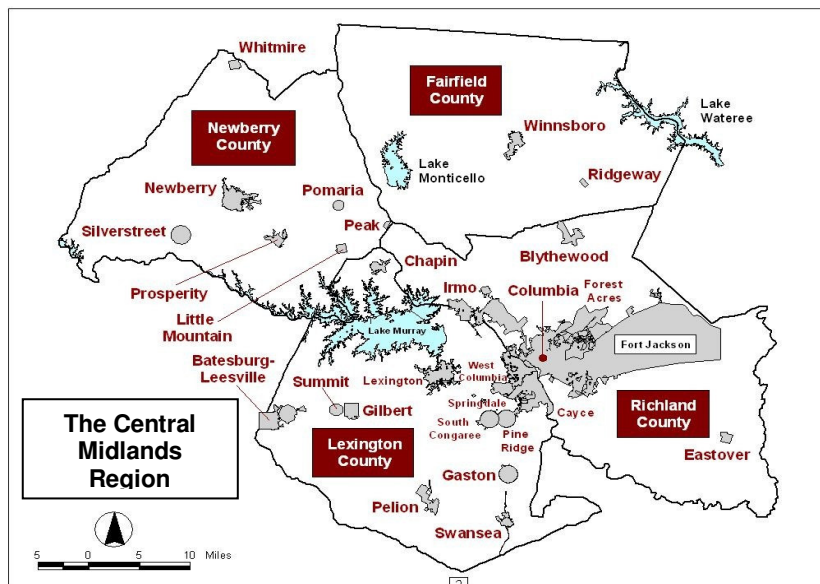 Whitmire
Fairfield
County
Lake
Wateree
Newberry
County
Winnsboro
Lake
Monticello
Ridgeway
Newberry
Pomaria
Silverstreet
Peak
Blythewood
Chapin
Prosperity
Irmo
Columbia
Forest
Acres
Little
Mountain
Lake Murray
Fort Jackson
Batesburg-
Leesville
West
Columbia
Lexington
Summit
Gilbert
Springdale
Cayce
Richland
County
South
Congaree
Pine
Ridge
The Central
Midlands
Region
Lexington
County
Eastover
Gaston
Pelion
Swansea
5 0 5 10 Miles